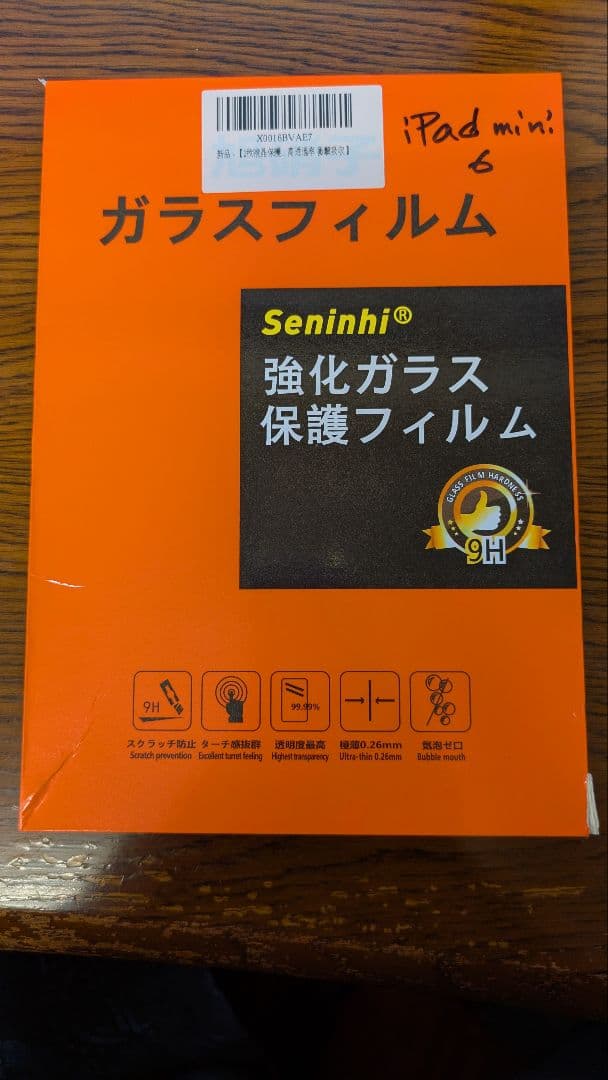 X0016BVAE7
iPad mini
6
ガラスフィルム
Seninhi®
強化ガラス
保護フィルム
GLASS FILM HARDNESS
9H
9H
99.99%
スクラッチ防止
Scratch prevention
ターチ感抜群
Excellent turret feeling
透明度最高
Highest transparency
極薄0.26mm
Ultra-thin 0.26mm
気泡ゼロ
Bubble mouth